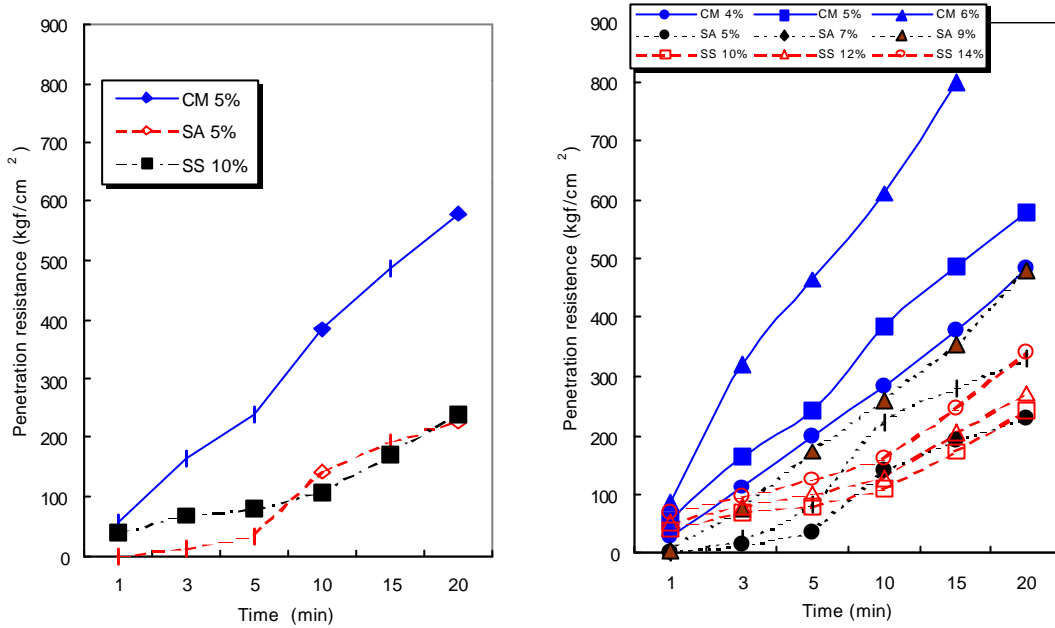 900
800
700
600
500
400
300
200
100
0
Penetration resistance (kgf/cm 2 )
CM 5%
SA 5%
SS 10%
1 3 5 10 15 20
Time (min)
CM 4% CM 5% CM 6%
SA 5% SA 7% SA 9%
SS 10% SS 12% SS 14%
900
800
700
600
500
400
300
200
100
0
Penetration resistence (kgf/cm 2 )
1 3 5 10 15 20
Time (min)